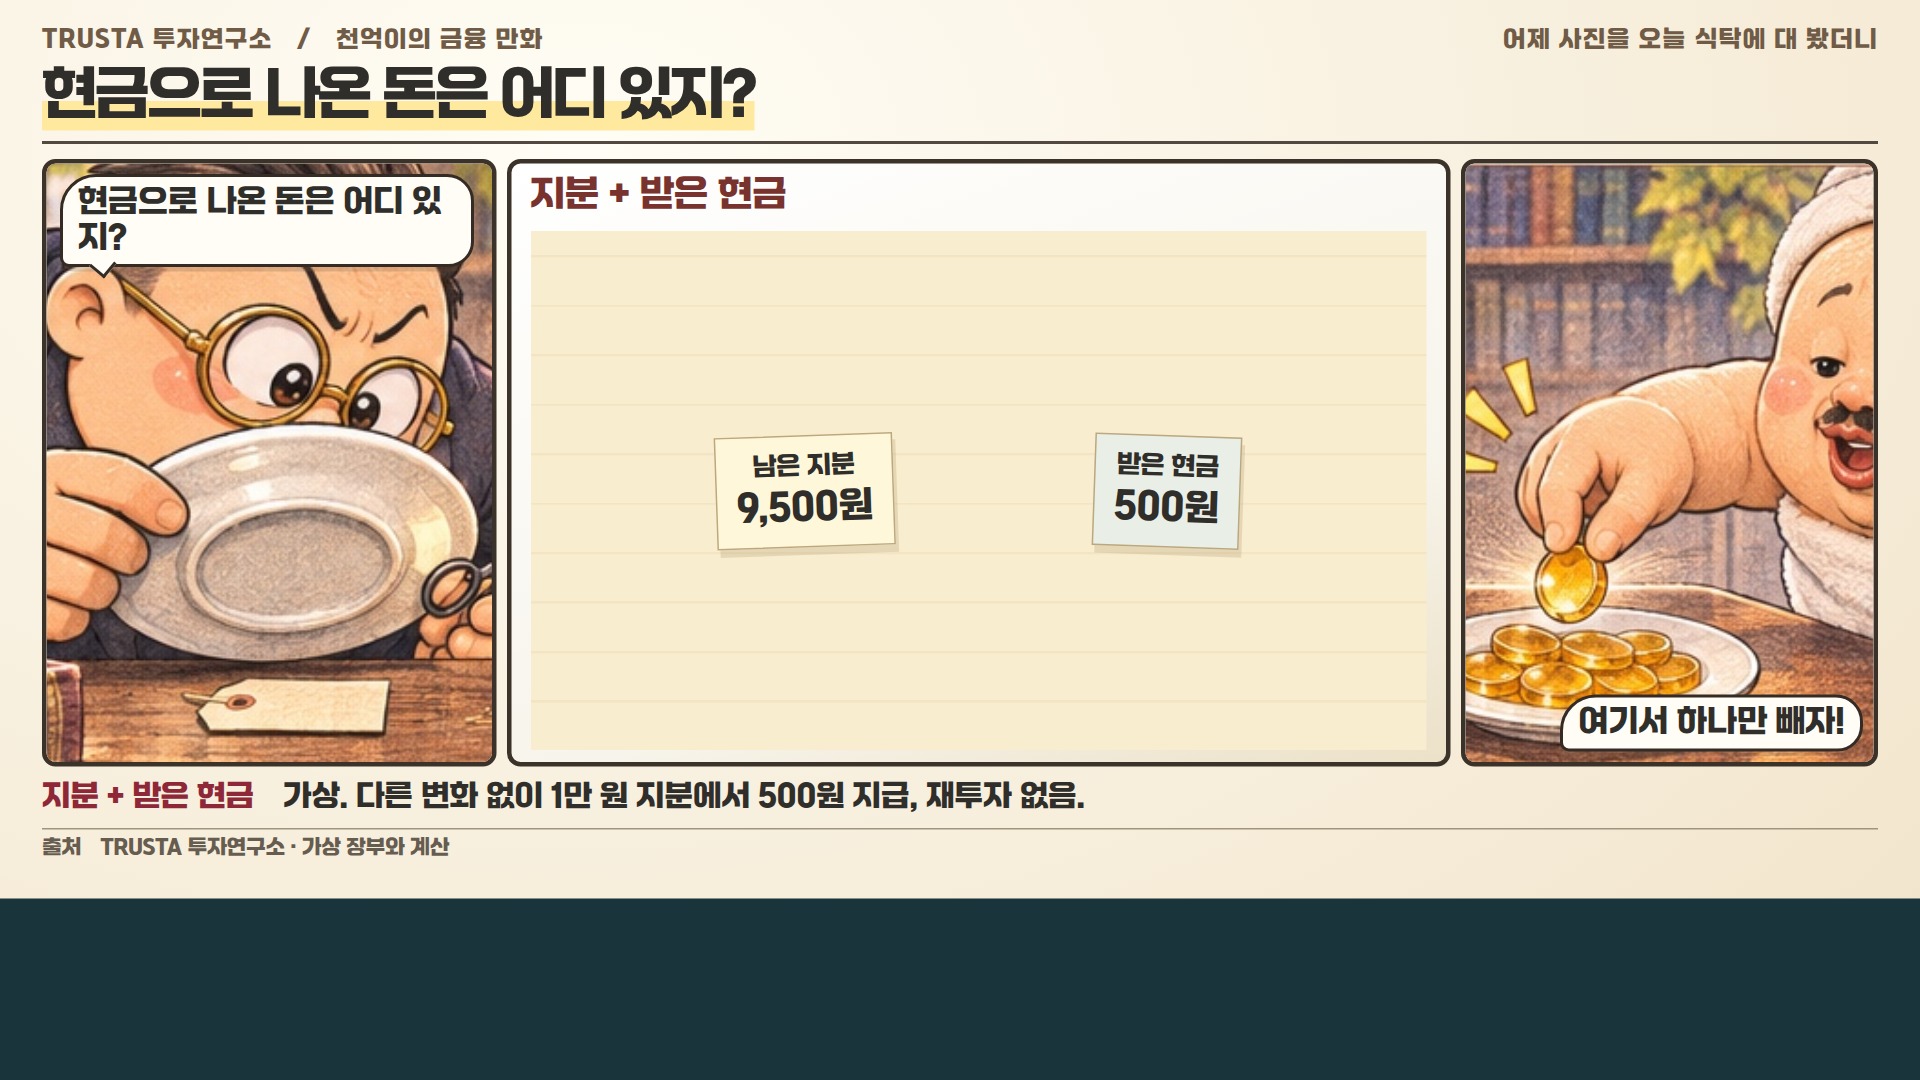 TRUSTA 투자연구소 / 천억이의 금융 만화
어제 사진을 오늘 식탁에 대 봤더니
현금으로 나온 돈은 어디 있지?
현금으로 나온 돈은 어디 있
지?
지분 + 받은 현금
남은 지분
9,500원
받은 현금
500원
여기서 하나만 빼자!
지분 + 받은 현금 가상. 다른 변화 없이 1만 원 지분에서 500원 지급, 재투자 없음.
출처 TRUSTA 투자연구소 · 가상 장부와 계산